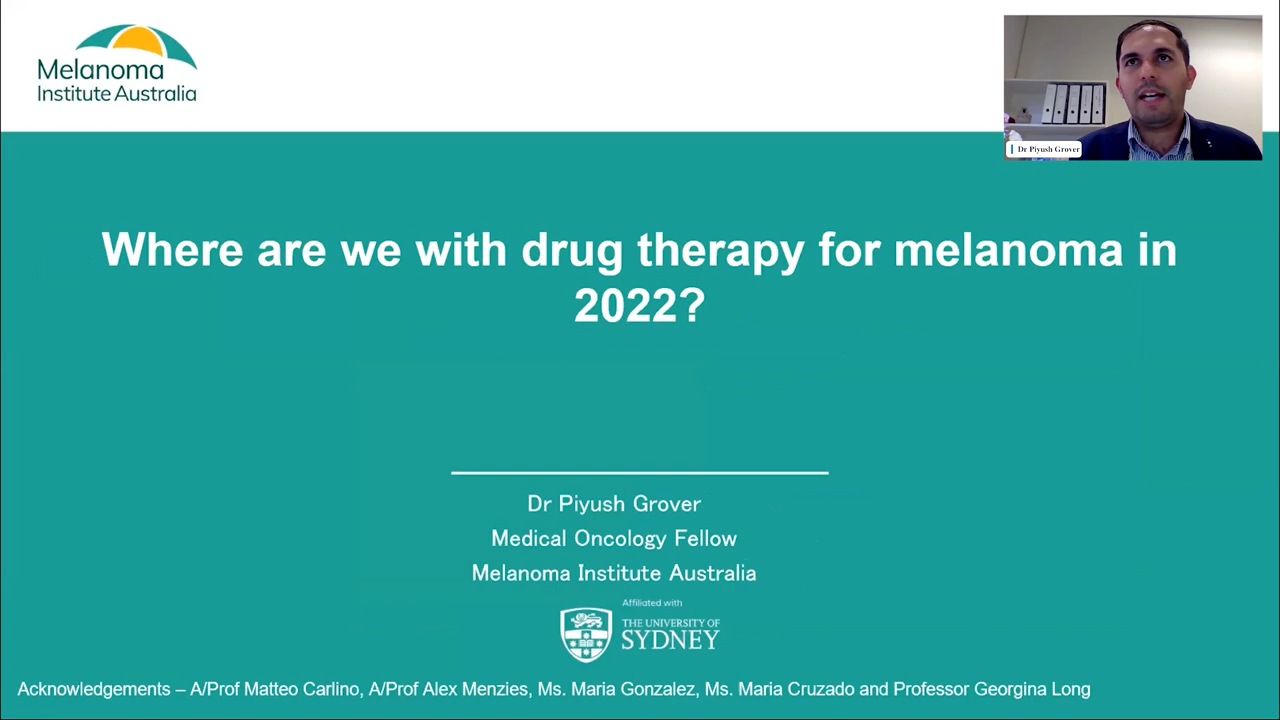 Melanoma
Institute Australia
Dr Piyush Grover
Where are we with drug therapy for melanoma in
2022?
Dr Piyush Grover
Medical Oncology Fellow
Melanoma Institute Australia
Affiliated with
THE UNIVERSITY OF
SYDNEY
Acknowledgements – A/Prof Matteo Carlino, A/Prof Alex Menzies, Ms. Maria Gonzalez, Ms. Maria Cruzado and Professor Georgina Long